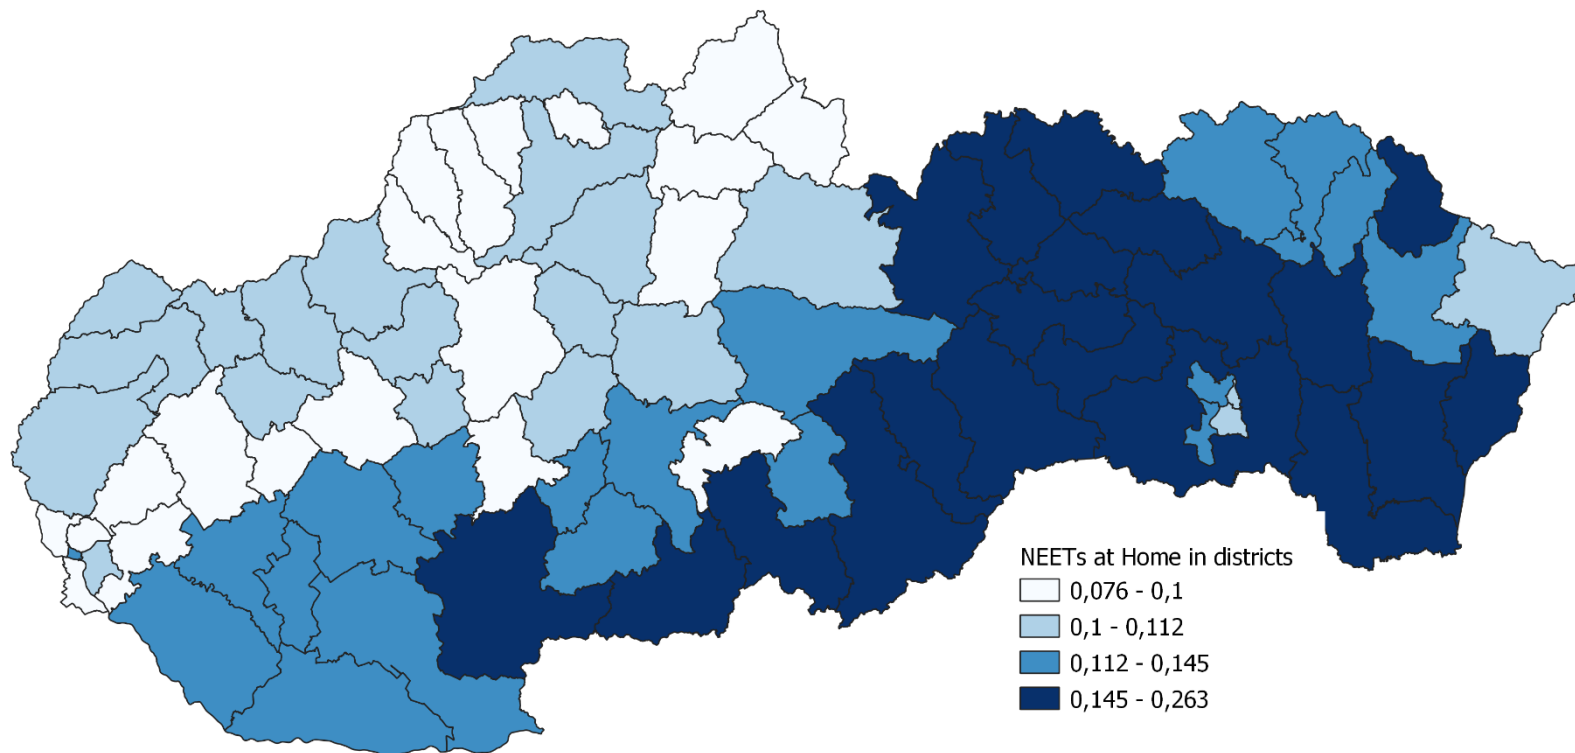 NEETs at Home in districts
0,076 - 0,1
0,1 - 0,112
0,112 - 0,145
0,145 - 0,263